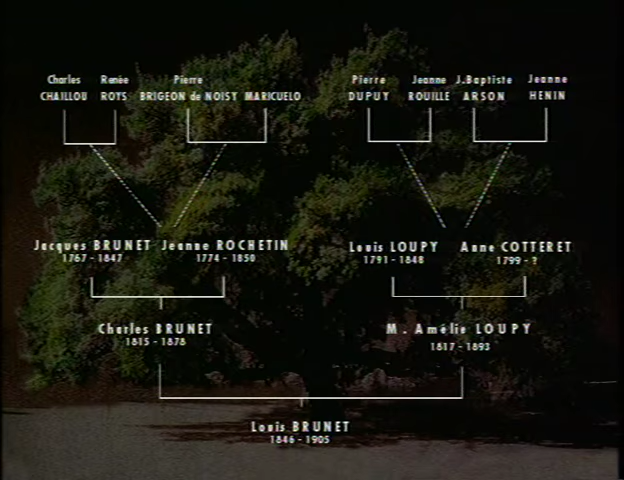 Charles Renée Pierre Pierre Jeanne J.Baptiste Jeanne
CHAILLOU ROYS BRIGEON de NOISY MARICUELO DUPUY ROUILLE ARSON HENIN
Jacques BRUNET Jeanne ROCHETIN Louis LOUPY Anne COTTERET
1767 - 1847 1774 - 1850 1791 - 1848 1799 - ?
Charles BRUNET M. Amélie LOUPY
1815 - 1878 1817 - 1893
Louis BRUNET
1846 - 1905